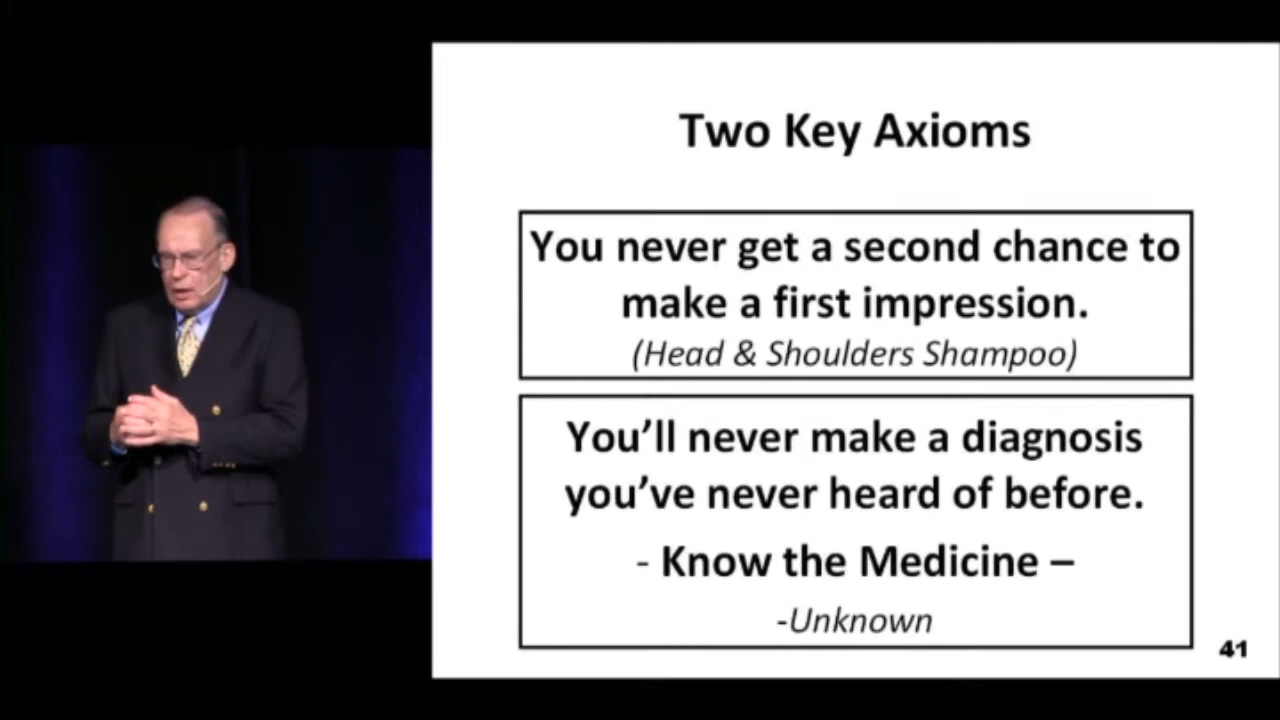 Two Key Axioms
You never get a second chance to
make a first impression.
(Head & Shoulders Shampoo)
You’ll never make a diagnosis
you’ve never heard of before.
- Know the Medicine –
-Unknown
41